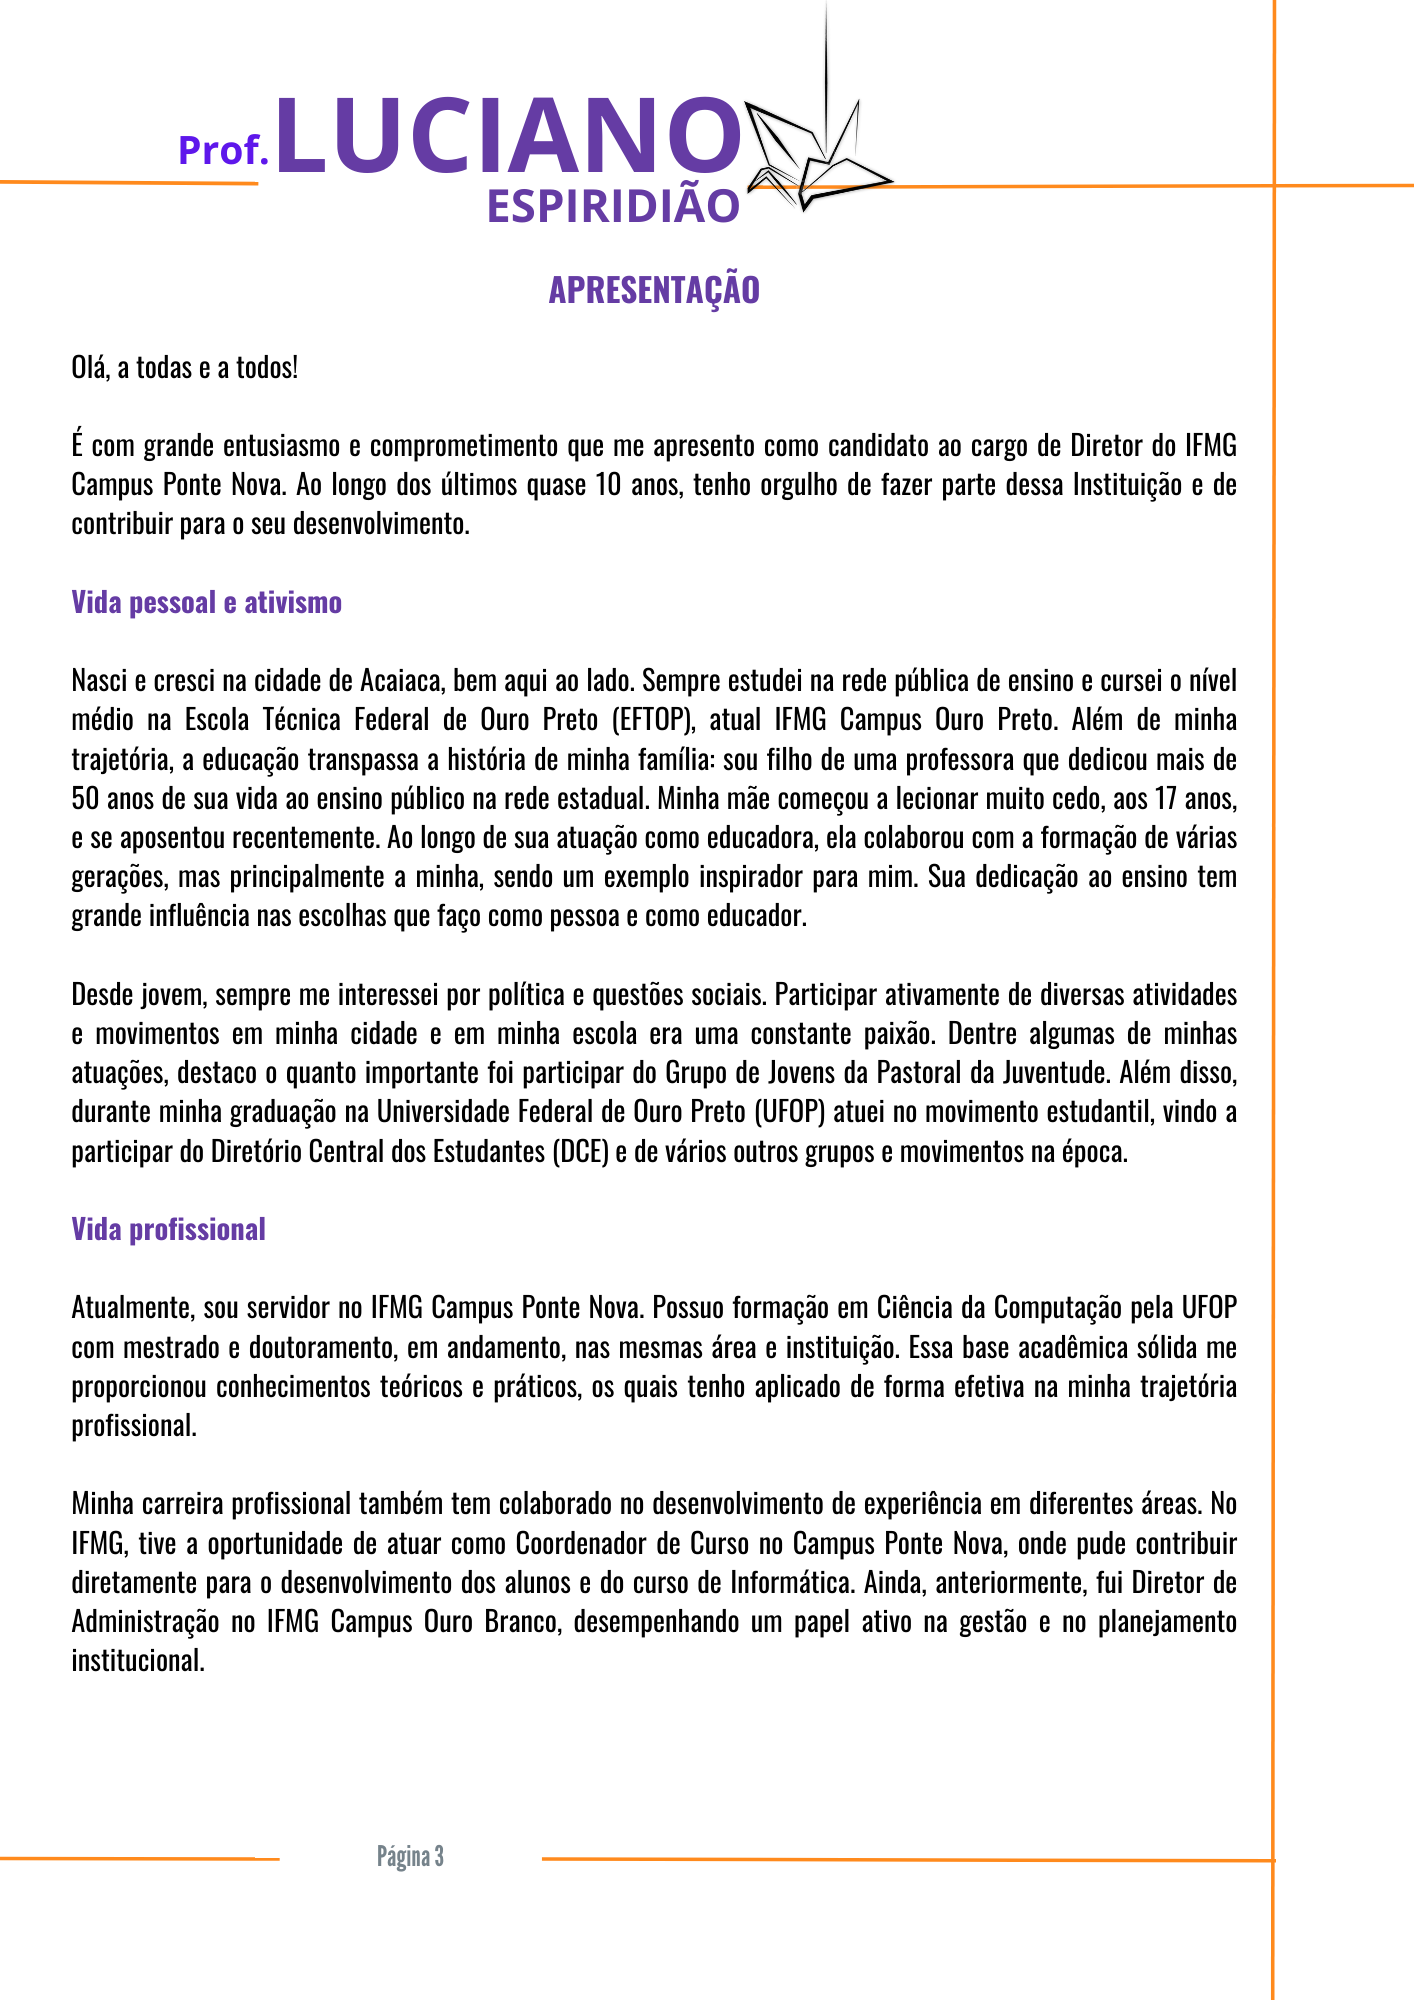 Prof. LUCIANO
ESPIRIDIÃO
APRESENTAÇÃO
Olá, a todas e a todos!
É com grande entusiasmo e comprometimento que me apresento como candidato ao cargo de Diretor do IFMG
Campus Ponte Nova. Ao longo dos últimos quase 10 anos, tenho orgulho de fazer parte dessa Instituição e de
contribuir para o seu desenvolvimento.
Vida pessoal e ativismo
Nasci e cresci na cidade de Acaiaca, bem aqui ao lado. Sempre estudei na rede pública de ensino e cursei o nível
médio na Escola Técnica Federal de Ouro Preto (EFTOP), atual IFMG Campus Ouro Preto. Além de minha
trajetória, a educação transpassa a história de minha família: sou filho de uma professora que dedicou mais de
50 anos de sua vida ao ensino público na rede estadual. Minha mãe começou a lecionar muito cedo, aos 17 anos,
e se aposentou recentemente. Ao longo de sua atuação como educadora, ela colaborou com a formação de várias
gerações, mas principalmente a minha, sendo um exemplo inspirador para mim. Sua dedicação ao ensino tem
grande influência nas escolhas que faço como pessoa e como educador.
Desde jovem, sempre me interessei por política e questões sociais. Participar ativamente de diversas atividades
e movimentos em minha cidade e em minha escola era uma constante paixão. Dentre algumas de minhas
atuações, destaco o quanto importante foi participar do Grupo de Jovens da Pastoral da Juventude. Além disso,
durante minha graduação na Universidade Federal de Ouro Preto (UFOP) atuei no movimento estudantil, vindo a
participar do Diretório Central dos Estudantes (DCE) e de vários outros grupos e movimentos na época.
Vida profissional
Atualmente, sou servidor no IFMG Campus Ponte Nova. Possuo formação em Ciência da Computação pela UFOP
com mestrado e doutoramento, em andamento, nas mesmas área e instituição. Essa base acadêmica sólida me
proporcionou conhecimentos teóricos e práticos, os quais tenho aplicado de forma efetiva na minha trajetória
profissional.
Minha carreira profissional também tem colaborado no desenvolvimento de experiência em diferentes áreas. No
IFMG, tive a oportunidade de atuar como Coordenador de Curso no Campus Ponte Nova, onde pude contribuir
diretamente para o desenvolvimento dos alunos e do curso de Informática. Ainda, anteriormente, fui Diretor de
Administração no IFMG Campus Ouro Branco, desempenhando um papel ativo na gestão e no planejamento
institucional.
Página 3